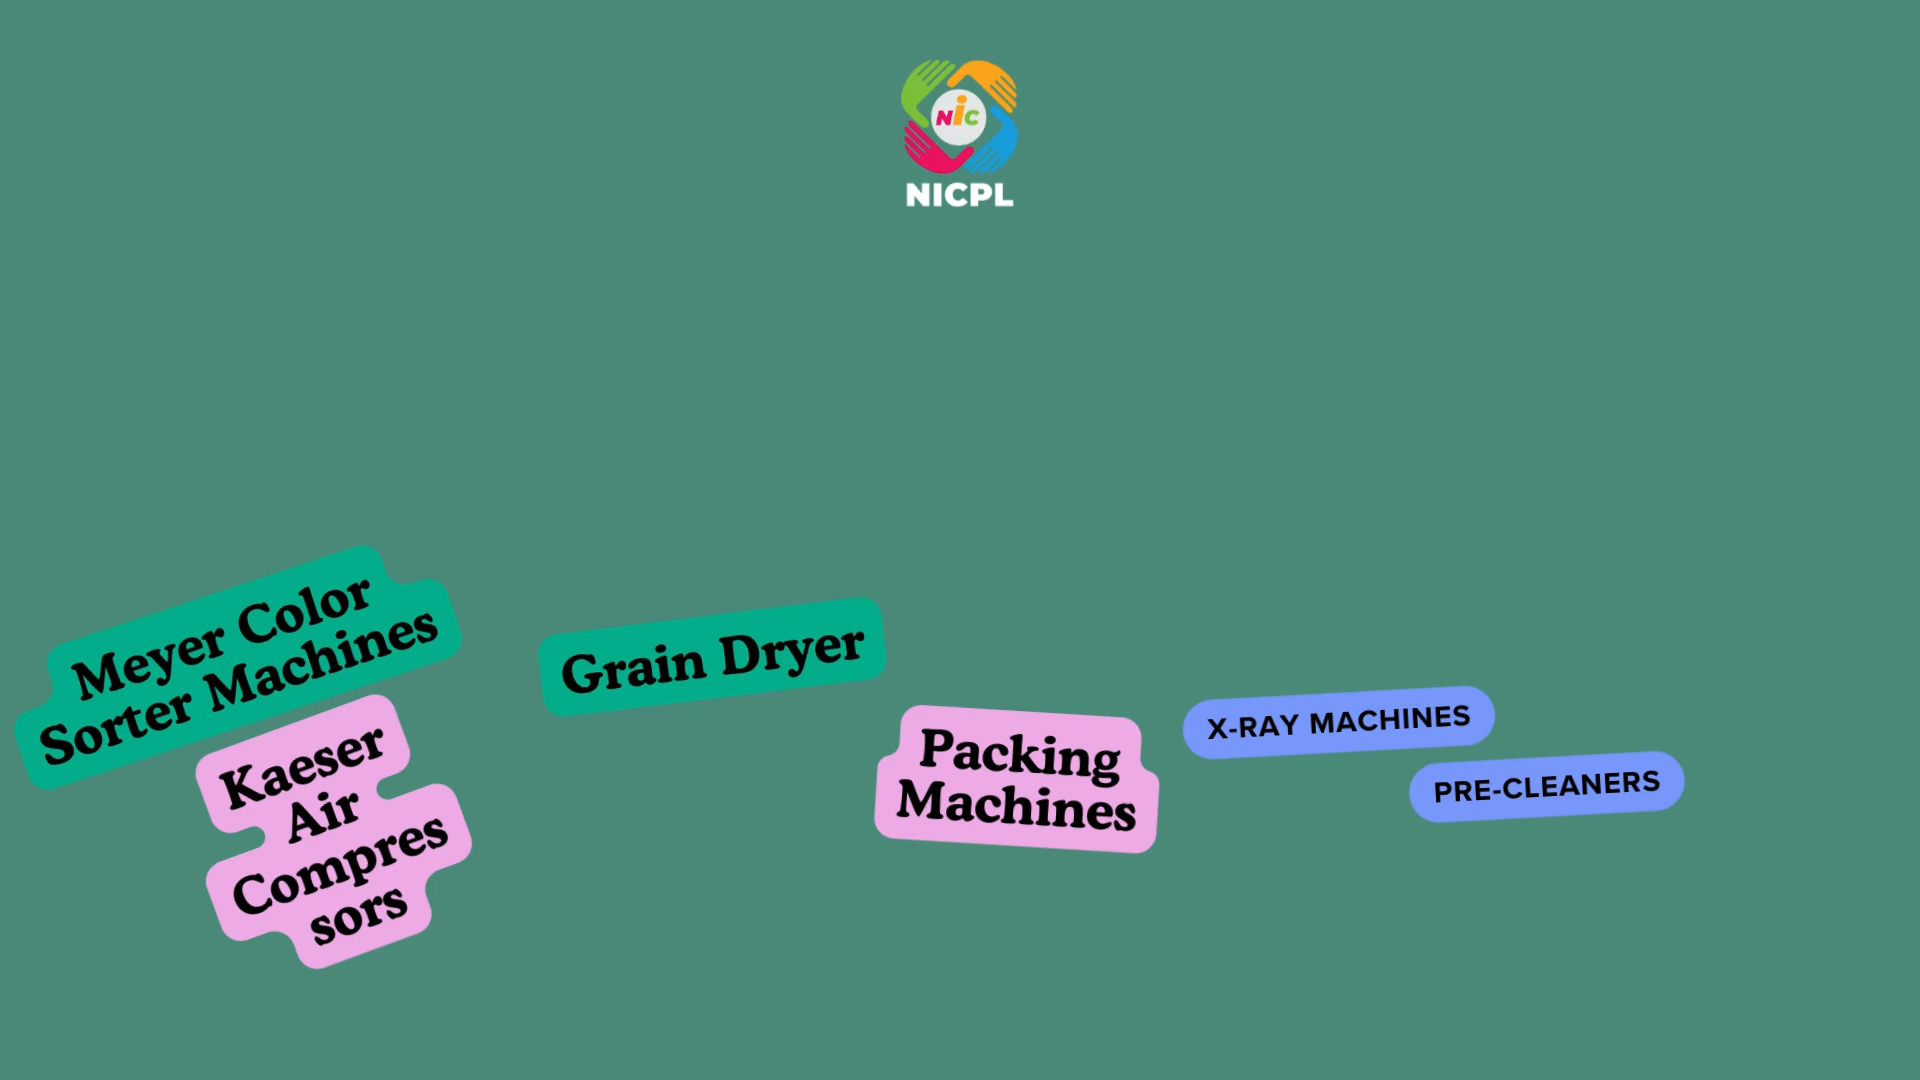 NiC
NICPL
Meyer Color
Sorter Machines
Kaeser
Air
Compres
sors
Grain Dryer
Packing
Machines
X-RAY MACHINES
PRE-CLEANERS